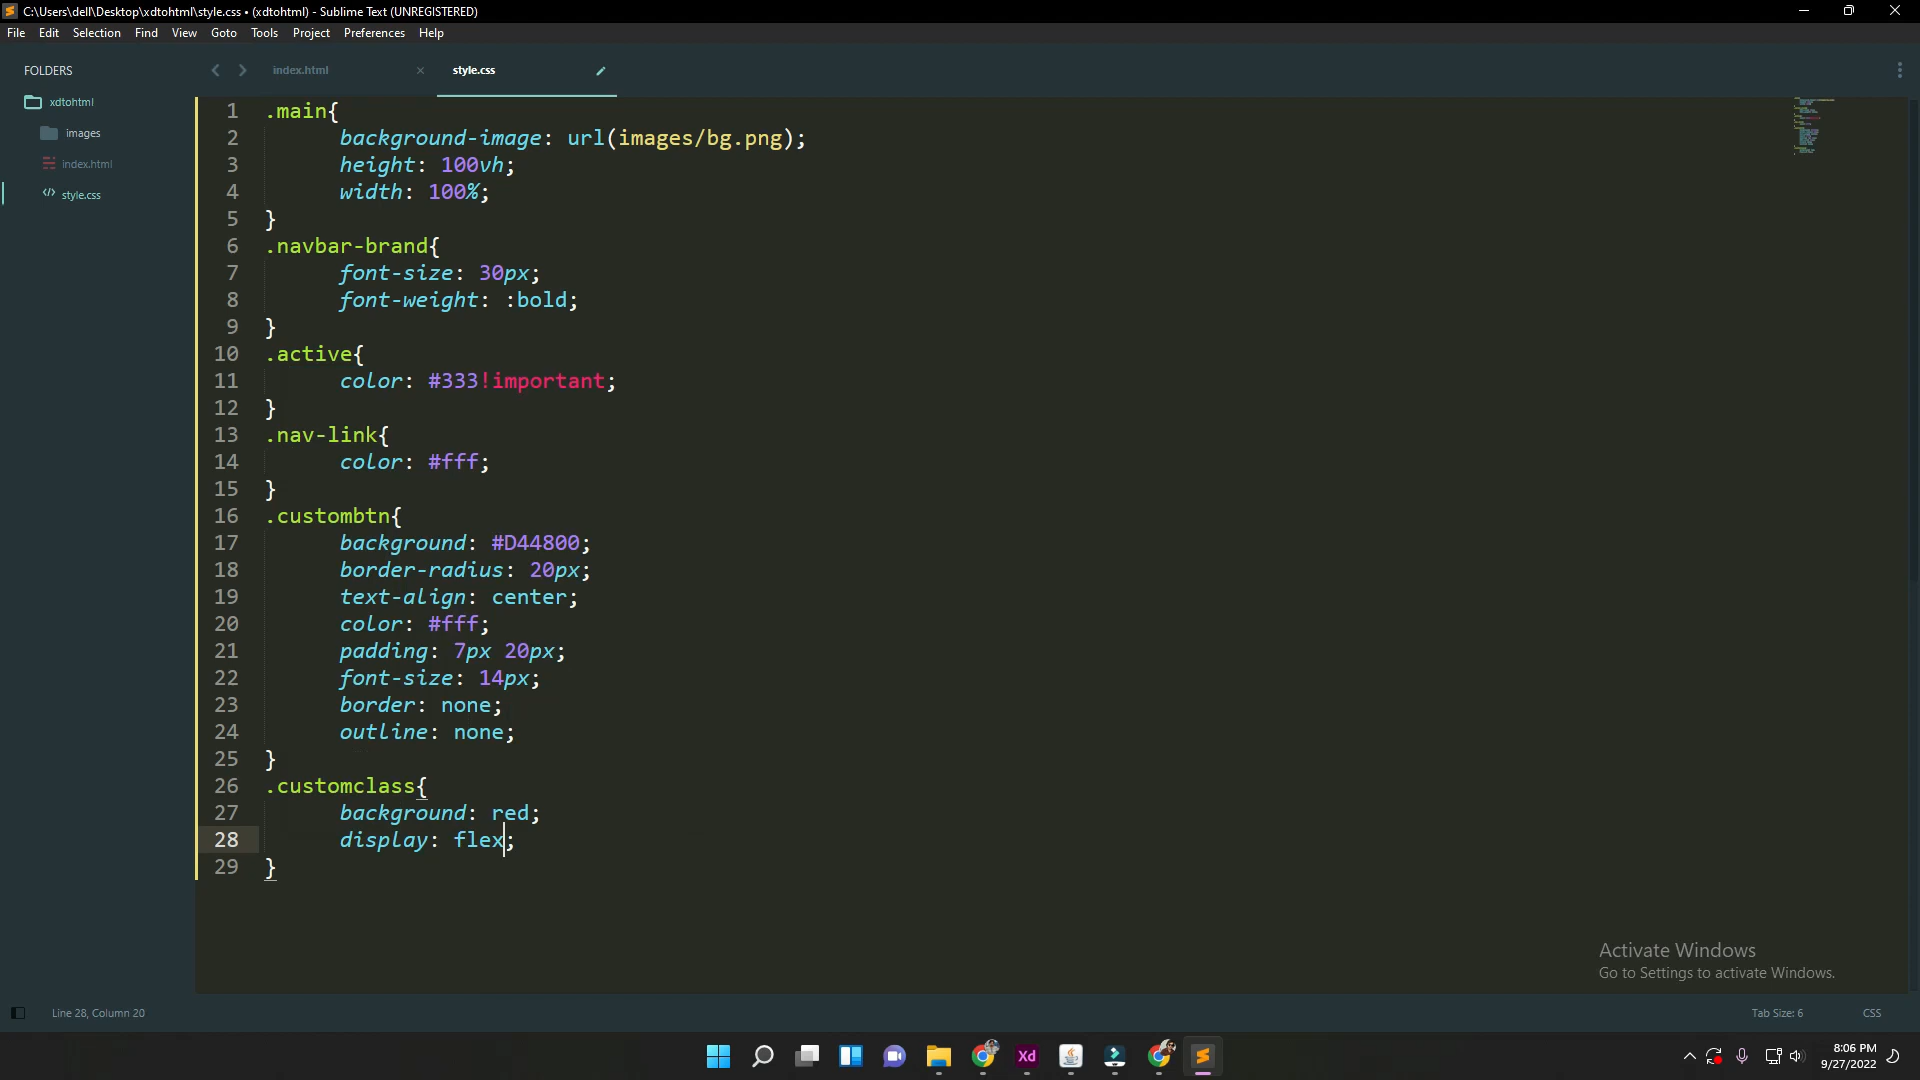 C:\Users\dell\Desktop\xdtohtml\style.css • (xdtohtml) - Sublime Text (UNREGISTERED)
File Edit Selection Find View Goto Tools Project Preferences Help
FOLDERS
xdtohtml
images
index.html
style.css
index.html
style.css
1 .main{
2 background-image: url(images/bg.png);
3 height: 100vh;
4 width: 100%;
5 }
6 .navbar-brand{
7 font-size: 30px;
8 font-weight: :bold;
9 }
10 .active{
11 color: #333!important;
12 }
13 .nav-link{
14 color: #fff;
15 }
16 .custombtn{
17 background: #D44800;
18 border-radius: 20px;
19 text-align: center;
20 color: #fff;
21 padding: 7px 20px;
22 font-size: 14px;
23 border: none;
24 outline: none;
25 }
26 .customclass{
27 background: red;
28 display: flex;
29 }
Activate Windows
Go to Settings to activate Windows.
Line 28, Column 20
Tab Size: 6
CSS
Xd
8:06 PM
9/27/2022